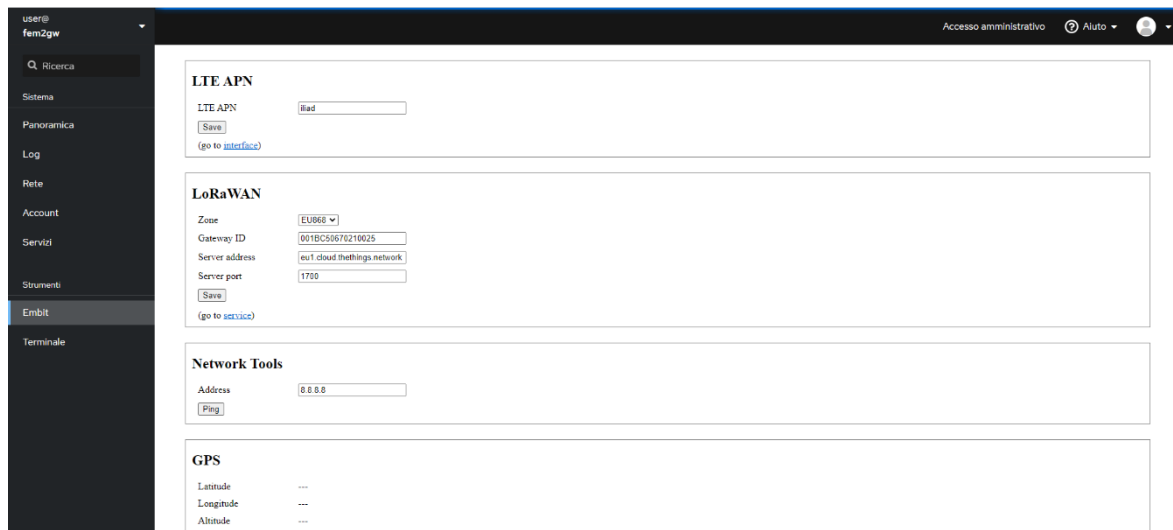 user@
fem2gw
Accesso amministrativo
Aiuto
Ricerca
Sistema
Panoramica
Log
Rete
Account
Servizi
Strumenti
Embit
Terminale
LTE APN
LTE APN iliad
Save
(go to interface)
LoRaWAN
Zone EU868
Gateway ID 001BC50670210025
Server address eu1.cloud.thethings.network
Server port 1700
Save
(go to service)
Network Tools
Address 8.8.8.8
Ping
GPS
Latitude ---
Longitude ---
Altitude ---